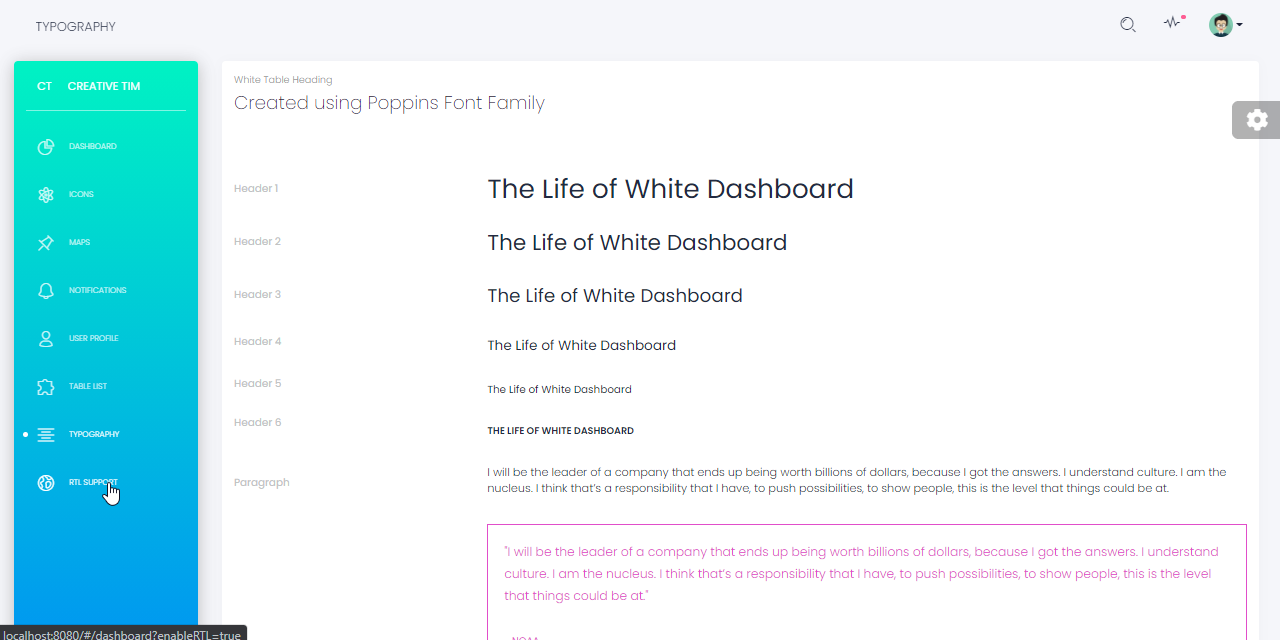 TYPOGRAPHY
CT CREATIVE TIM
DASHBOARD
ICONS
MAPS
NOTIFICATIONS
USER PROFILE
TABLE LIST
TYPOGRAPHY
RTL SUPPORT
White Table Heading
Created using Poppins Font Family
Header 1 The Life of White Dashboard
Header 2 The Life of White Dashboard
Header 3 The Life of White Dashboard
Header 4 The Life of White Dashboard
Header 5 The Life of White Dashboard
Header 6 THE LIFE OF WHITE DASHBOARD
Paragraph
I will be the leader of a company that ends up being worth billions of dollars, because I got the answers. I understand culture. I am the
nucleus. I think that's a responsibility that I have, to push possibilities, to show people, this is the level that things could be at.
"I will be the leader of a company that ends up being worth billions of dollars, because I got the answers. I understand
culture. I am the nucleus. I think that's a responsibility that I have, to push possibilities, to show people, this is the level
that things could be at."
- NOAA
localhost:8080/#/dashboard?enableRTL=true